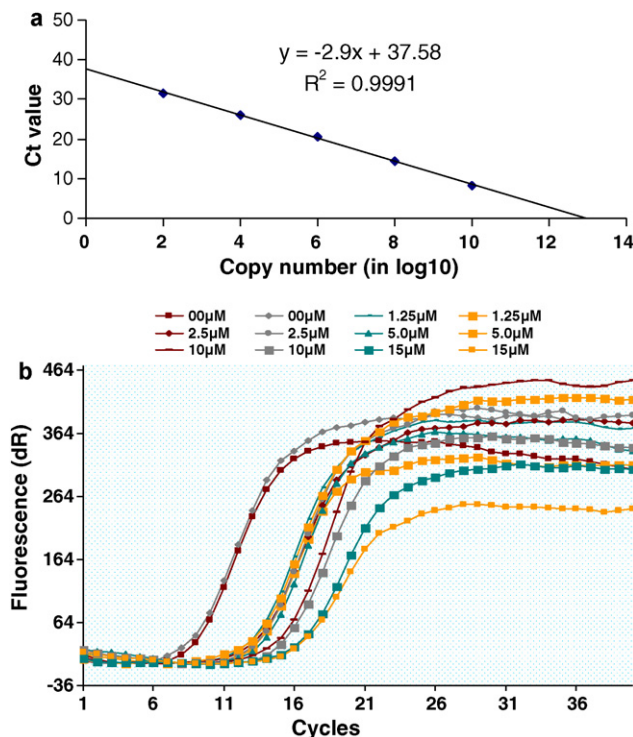 a
50
40
30
20
10
0
Ct value
y = -2.9x + 37.58
R² = 0.9991
0 2 4 6 8 10 12 14
Copy number (in log10)
00µM 00µM 1.25µM 1.25µM
2.5µM 2.5µM 5.0µM 5.0µM
10µM 10µM 15µM 15µM
b
464
364
264
164
64
-36
Fluorescence (dR)
1 6 11 16 21 26 31 36
Cycles